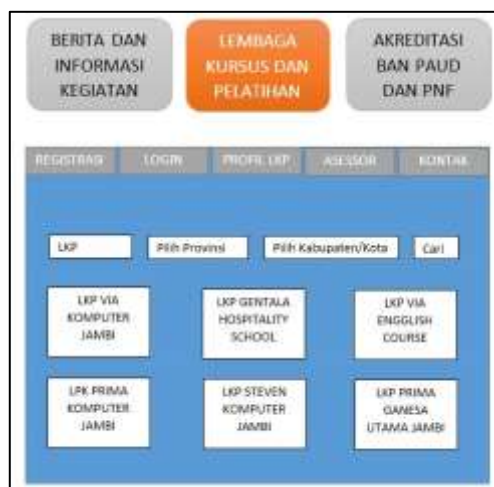 BERITA DAN
INFORMASI
KEGIATAN
LEMBAGA
KURSUS DAN
PELATIHAN
AKREDITASI
BAN PAUD
DAN PNF
REGISTRASI LOGIN PROFIL LKP ASESSOR KONTAK
LKP Pilih Provinsi Pilih Kabupaten/Kota Cari
LKP VIA
KOMPUTER
JAMBI
LKP GENTALA
HOSPITALITY
SCHOOL
LKP VIA
ENGGLISH
COURSE
LPK PRIMA
KOMPUTER
JAMBI
LKP STEVEN
KOMPUTER
JAMBI
LKP PRIMA
GANESA
UTAMA JAMBI